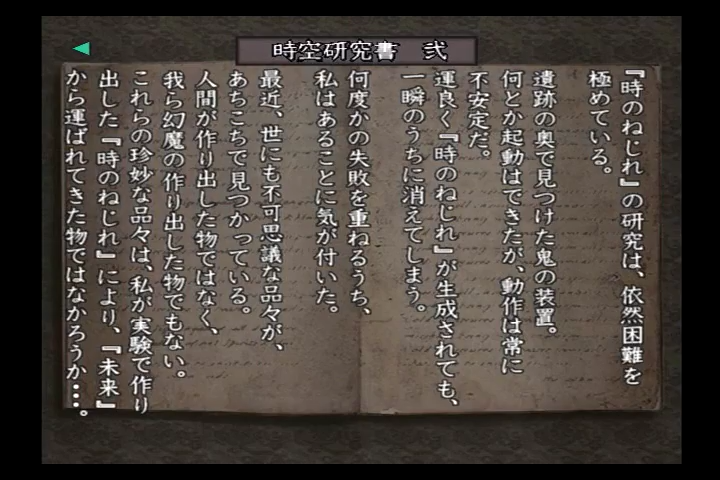 時空研究書　弐
『時のねじれ』の研究は、依然困難を
極めている。
遺跡の奥で見つけた鬼の装置。
何とか起動はできたが、動作は常に
不安定だ。
運良く『時のねじれ』が生成されても、
一瞬のうちに消えてしまう。
何度かの失敗を重ねるうち、
私はあることに気が付いた。
最近、世にも不可思議な品々が、
あちこちで見つかっている。
人間が作り出した物ではなく、
我ら幻魔の作り出した物でもない。
これらの珍妙な品々は、私が実験で作り
出した『時のねじれ』により、『未来』
から運ばれてきた物ではなかろうか…。